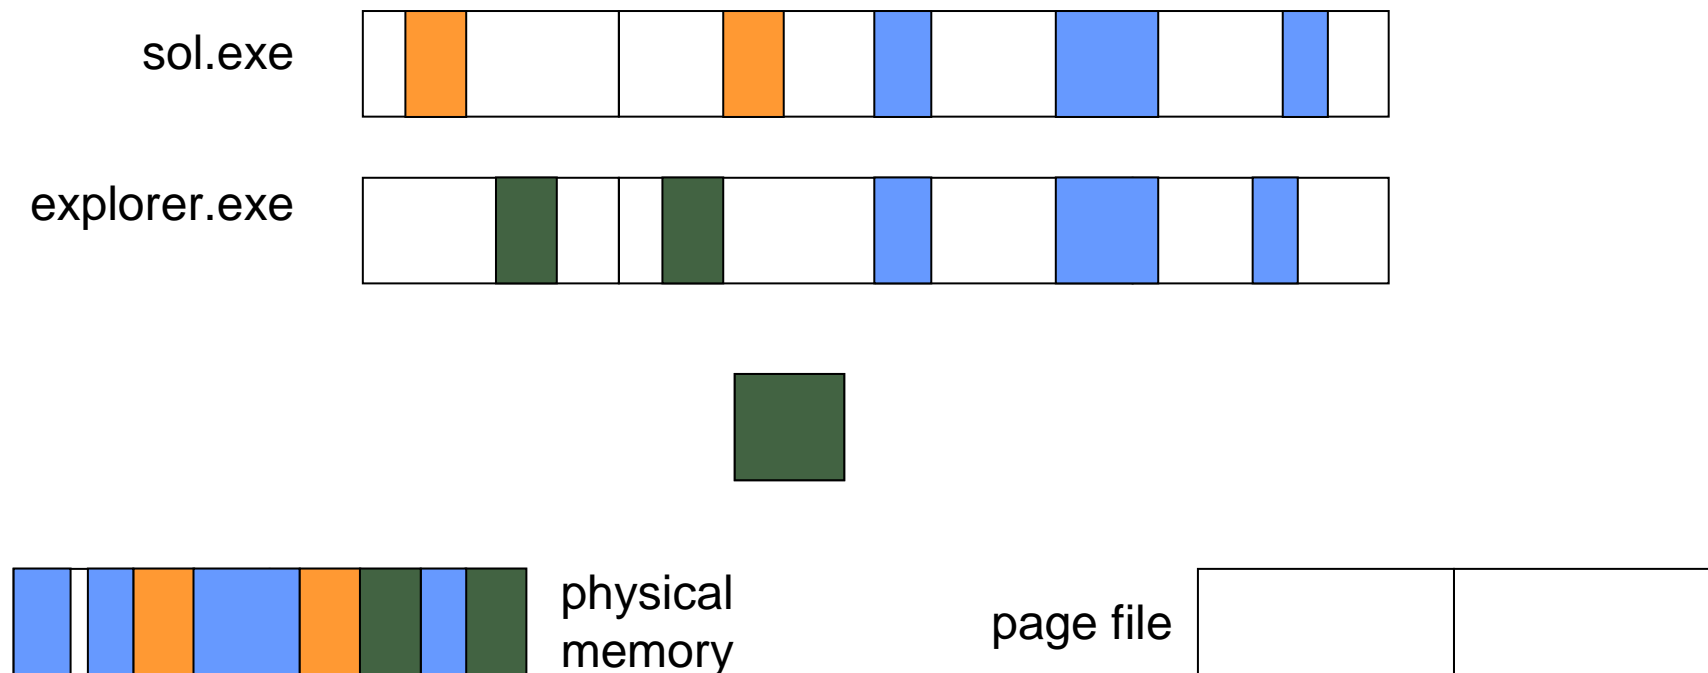 sol.exe
explorer.exe
physical
memory
page file